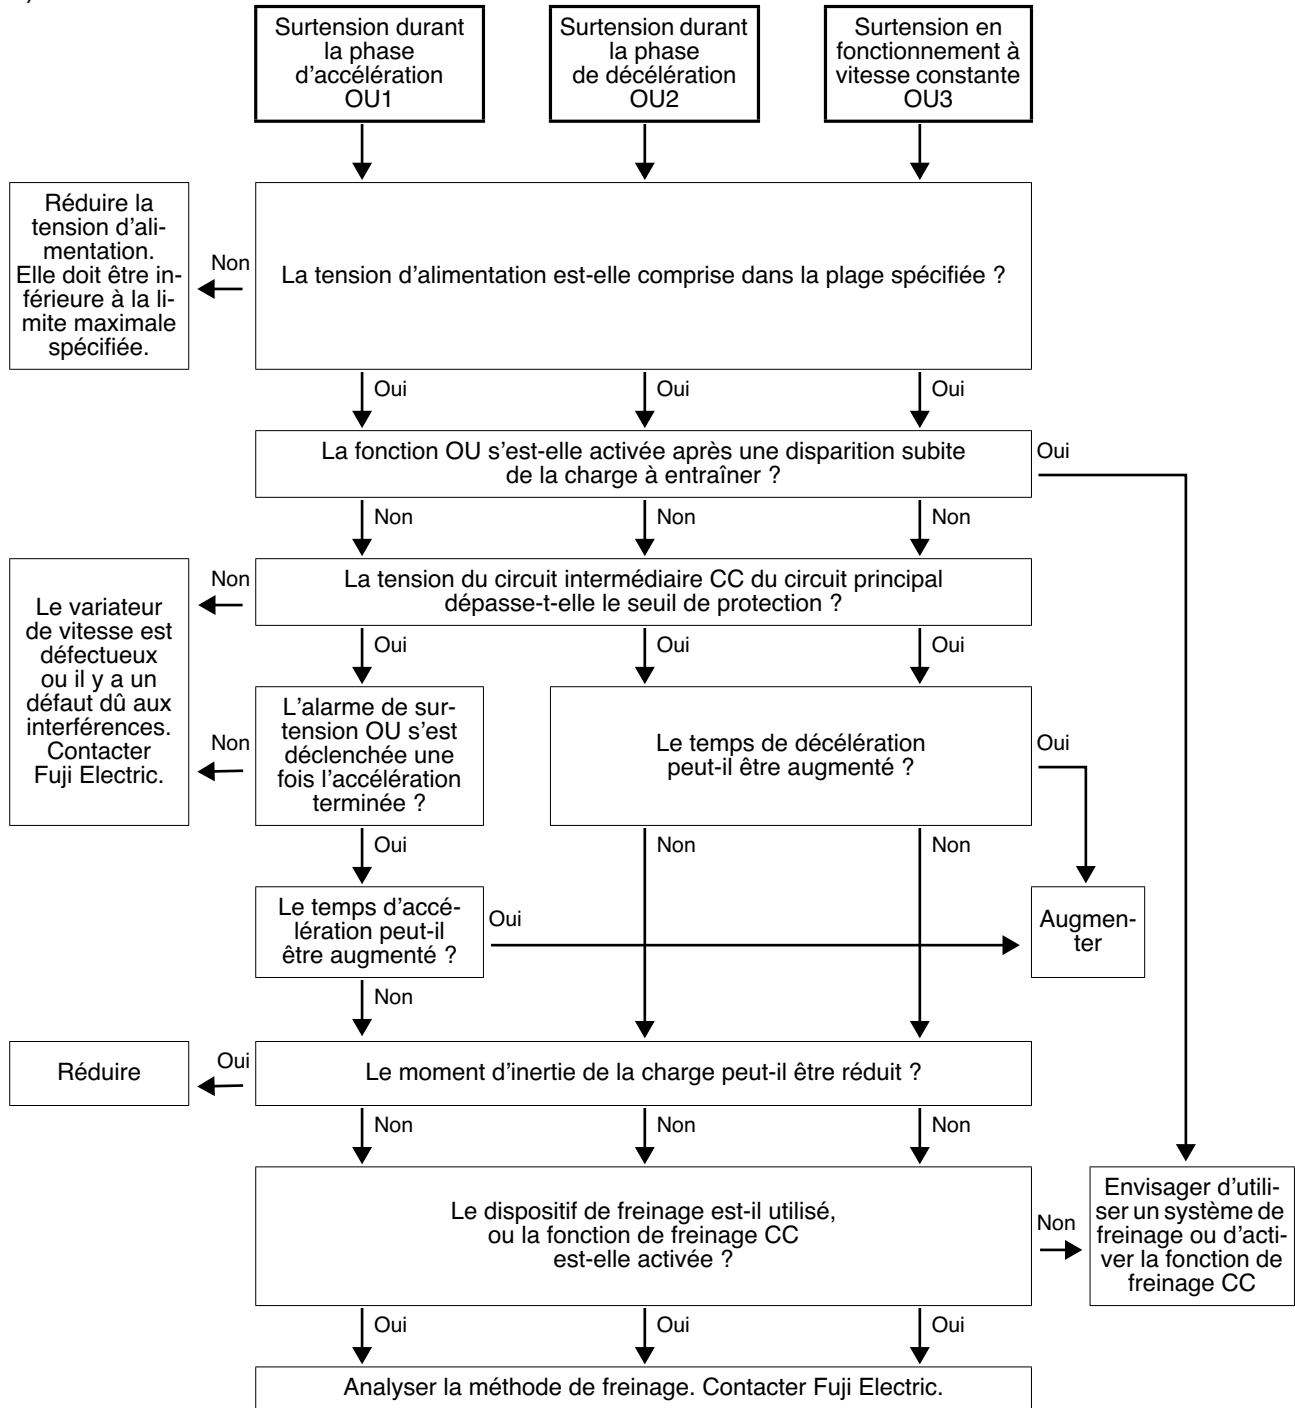 Surtension durant
la phase
d'accélération
OU1
Surtension durant
la phase
de décélération
OU2
Surtension en
fonctionnement à
vitesse constante
OU3
Réduire la
tension d'ali-
mentation.
Elle doit être in-
férieure à la li-
mite maximale
spécifiée.
Non
La tension d'alimentation est-elle comprise dans la plage spécifiée ?
Oui
Oui
Oui
La fonction OU s'est-elle activée après une disparition subite
de la charge à entraîner ?
Oui
Non
Non
Non
Le variateur
de vitesse est
défectueux
ou il y a un
défaut dû aux
interférences.
Contacter
Fuji Electric.
Non
La tension du circuit intermédiaire CC du circuit principal
dépasse-t-elle le seuil de protection ?
Oui
Oui
Oui
Non
L'alarme de sur-
tension OU s'est
déclenchée une
fois l'accélération
terminée ?
Le temps de décélération
peut-il être augmenté ?
Oui
Oui
Non
Non
Le temps d'accé-
lération peut-il
être augmenté ?
Oui
Augmen-
ter
Non
Réduire
Oui
Le moment d'inertie de la charge peut-il être réduit ?
Non
Non
Non
Le dispositif de freinage est-il utilisé,
ou la fonction de freinage CC
est-elle activée ?
Non
Envisager d'utili-
ser un système de
freinage ou d'acti-
ver la fonction de
freinage CC
Oui
Oui
Oui
Analyser la méthode de freinage. Contacter Fuji Electric.